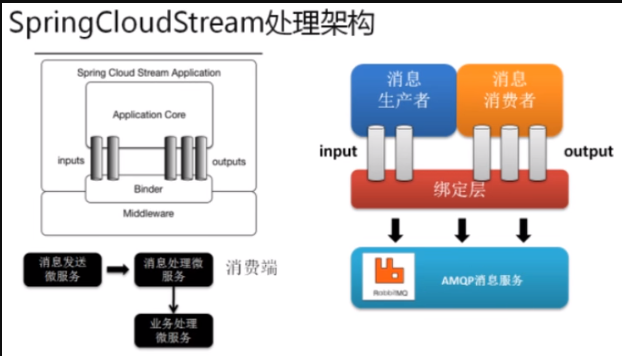 SpringCloudStream处理架构
Spring Cloud Stream Application
Application Core
inputs
outputs
Binder
Middleware
消息发送
微服务
消息处理微
服务
消费端
业务处理
微服务
消息
生产者
消息
消费者
input
output
绑定层
RabbitMQ
AMQP消息服务